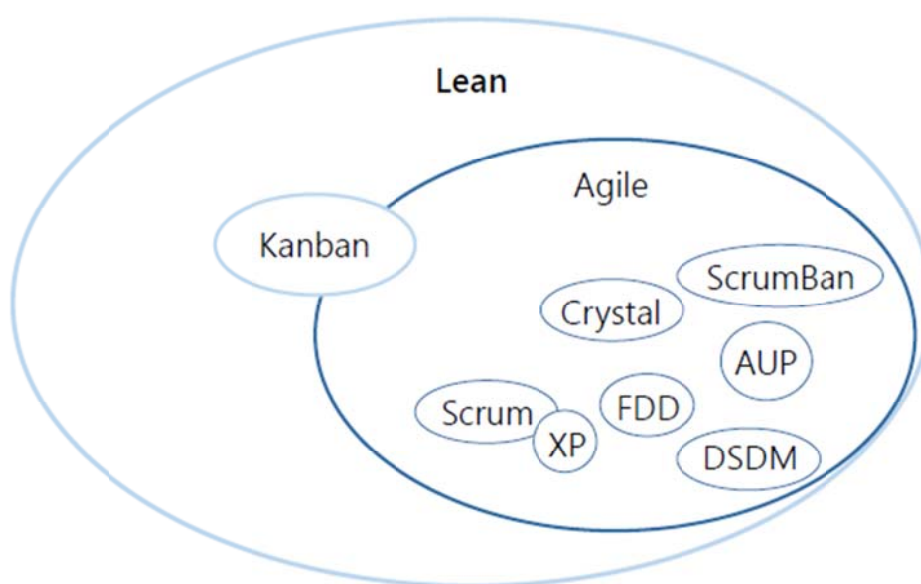 Lean
Agile
Kanban
ScrumBan
Crystal
AUP
Scrum
FDD
XP
DSDM